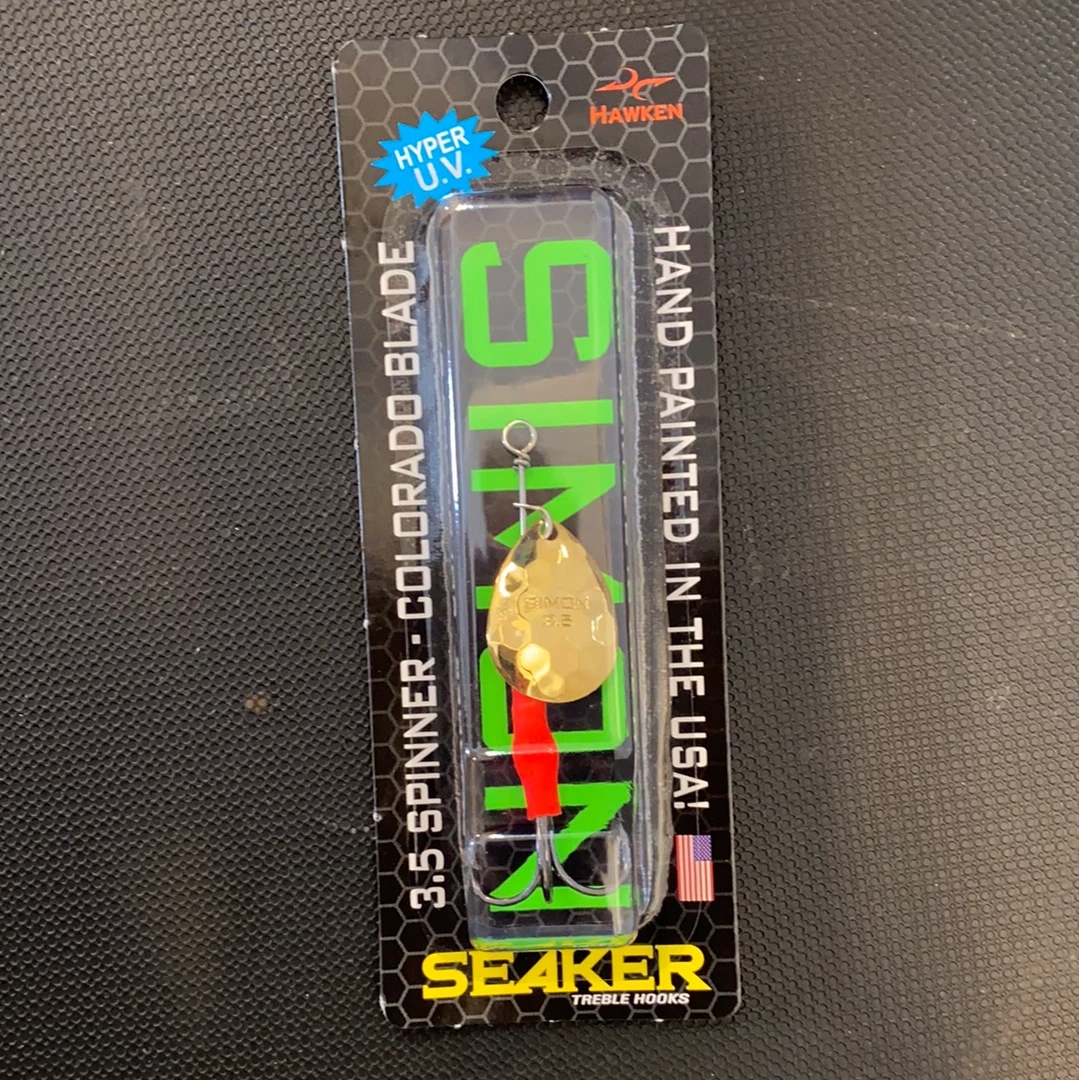 HAWKEN
HYPER
U.V.
3.5 SPINNER - COLORADO BLADE
SIMON
SIMON
3.5
HAND PAINTED IN THE USA!
SEAKER
TREBLE HOOKS